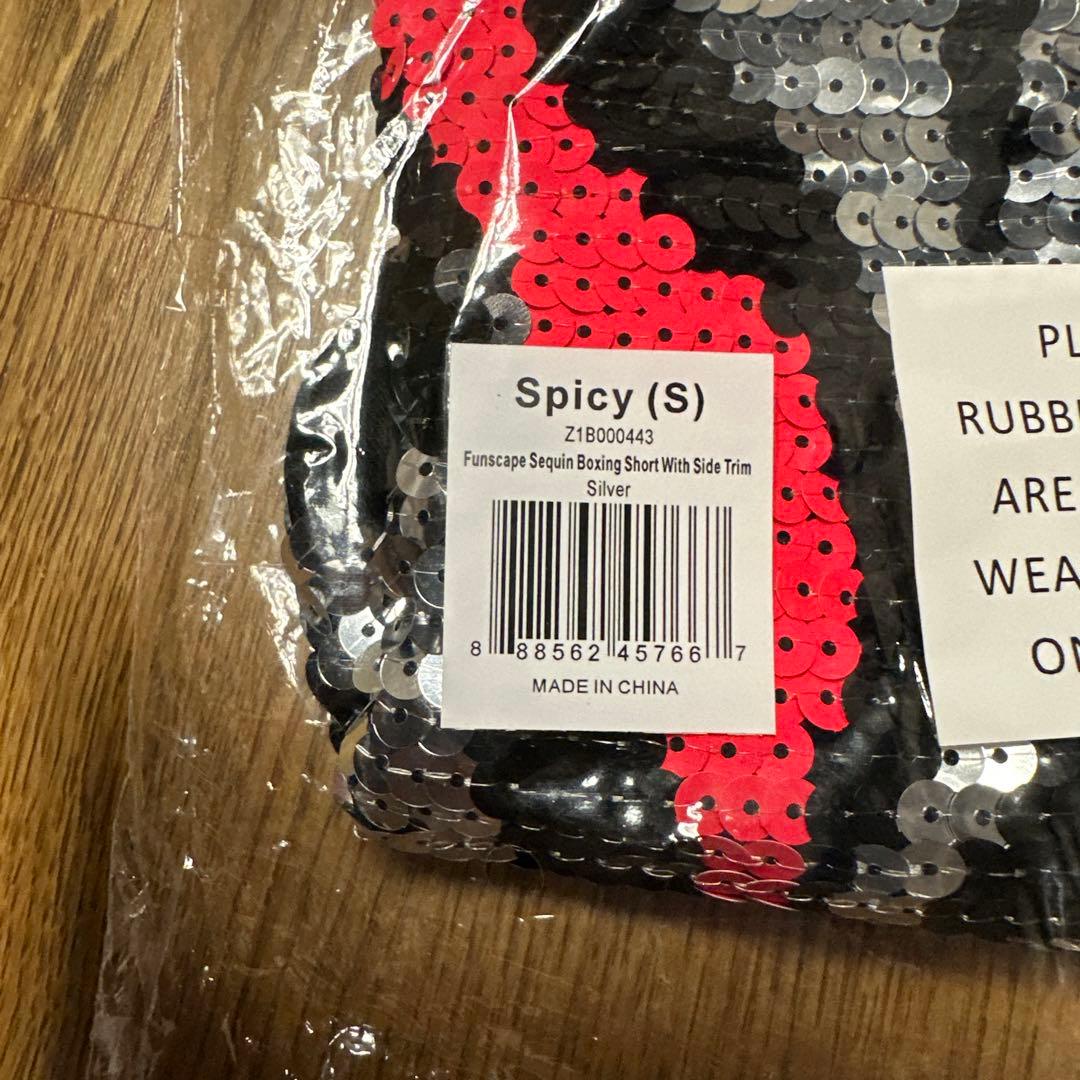 Spicy (S)
Z1B000443
Funscape Sequin Boxing Short With Side Trim
Silver
8 88562 45766 7
MADE IN CHINA
PL
RUBB
ARE
WEA
ON